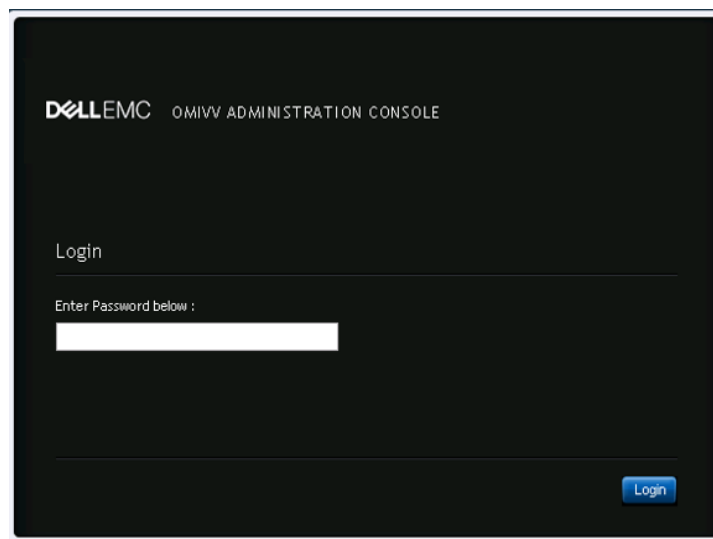 DELLEMC OMIVV ADMINISTRATION CONSOLE
Login
Enter Password below :
Login